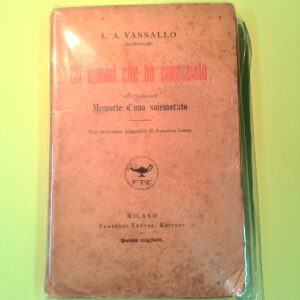 L. A. VASSALLO
(GANDOLIN)
Gli uomini che ho conosciuto
Memorie d'uno smemorato
Con prefazione biografica di SABATINO LOPEZ.
F·T·E
MILANO
FRATELLI TREVES, EDITORI
Quinto migliaio.